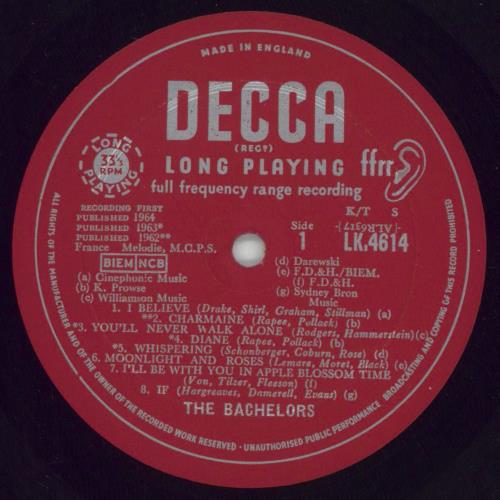 MADE IN ENGLAND
DECCA
(REGD)
LONG PLAYING
ffrr
full frequency range recording
LONG PLAYING
33⅓
RPM
RECORDING FIRST
PUBLISHED 1964
PUBLISHED 1963*
PUBLISHED 1962**
France Melodie, M.C.P.S.
BIEM NCB
(a) Cinephonic Music
(b) K. Prowse
(c) Williamson Music
Side
1
K/T S
-[-ALR6317-]-
LK.4614
(d) Darewski
(e) F.D.&H./BIEM.
(f) F.D.&H.
(g) Sydney Bron
Music
1. I BELIEVE (Drake, Shirl, Graham, Stillman) (a)
*2. CHARMAINE (Rapee, Pollack) (b)
*3. YOU'LL NEVER WALK ALONE (Rodgers, Hammerstein)(c)
*4. DIANE (Rapee, Pollack) (b)
*5. WHISPERING (Schonberger, Coburn, Rose) (d)
6. MOONLIGHT AND ROSES (Lemare, Moret, Black) (e)
7. I'LL BE WITH YOU IN APPLE BLOSSOM TIME
(Von, Tilzer, Fleeson) (f)
8. IF (Hargreaves, Damerell, Evans) (g)
THE BACHELORS
ALL RIGHTS OF THE MANUFACTURER AND OF THE OWNER OF THE RECORDED WORK RESERVED · UNAUTHORISED PUBLIC PERFORMANCE BROADCASTING AND COPYING OF THIS RECORD PROHIBITED